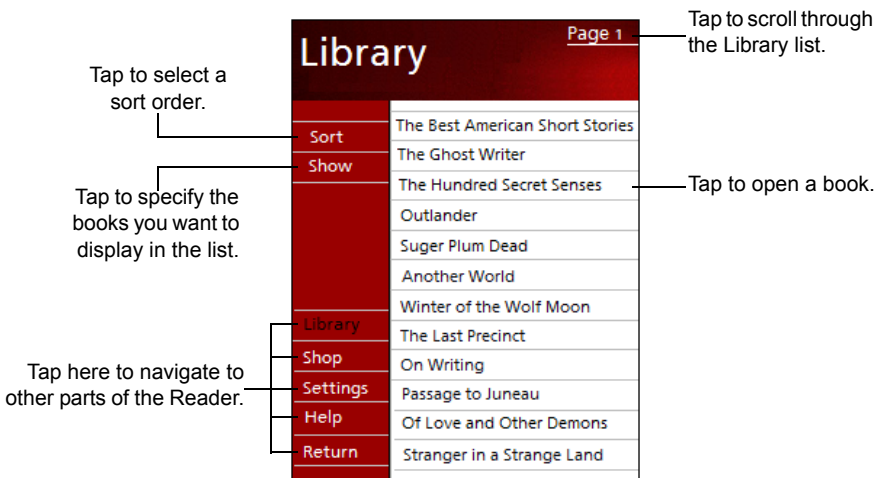 Tap to scroll through
the Library list.
Library
Page 1
Tap to select a
sort order.
Sort
Show
Tap to specify the
books you want to
display in the list.
The Best American Short Stories
The Ghost Writer
The Hundred Secret Senses
Tap to open a book.
Outlander
Suger Plum Dead
Another World
Winter of the Wolf Moon
The Last Precinct
On Writing
Passage to Juneau
Of Love and Other Demons
Stranger in a Strange Land
Library
Shop
Settings
Help
Return
Tap here to navigate to
other parts of the Reader.